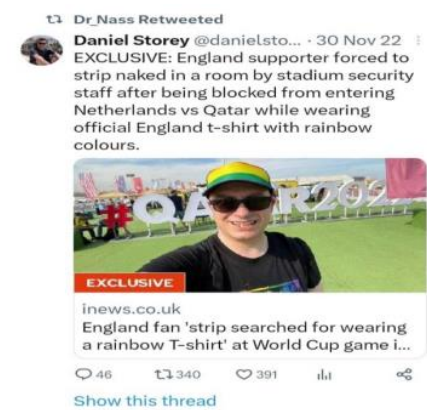 Dr_Nass Retweeted
Daniel Storey @danielsto... · 30 Nov 22
EXCLUSIVE: England supporter forced to
strip naked in a room by stadium security
staff after being blocked from entering
Netherlands vs Qatar while wearing
official England t-shirt with rainbow
colours.
#QA R202
EXCLUSIVE
inews.co.uk
England fan 'strip searched for wearing
a rainbow T-shirt' at World Cup game i...
46 340 391
Show this thread